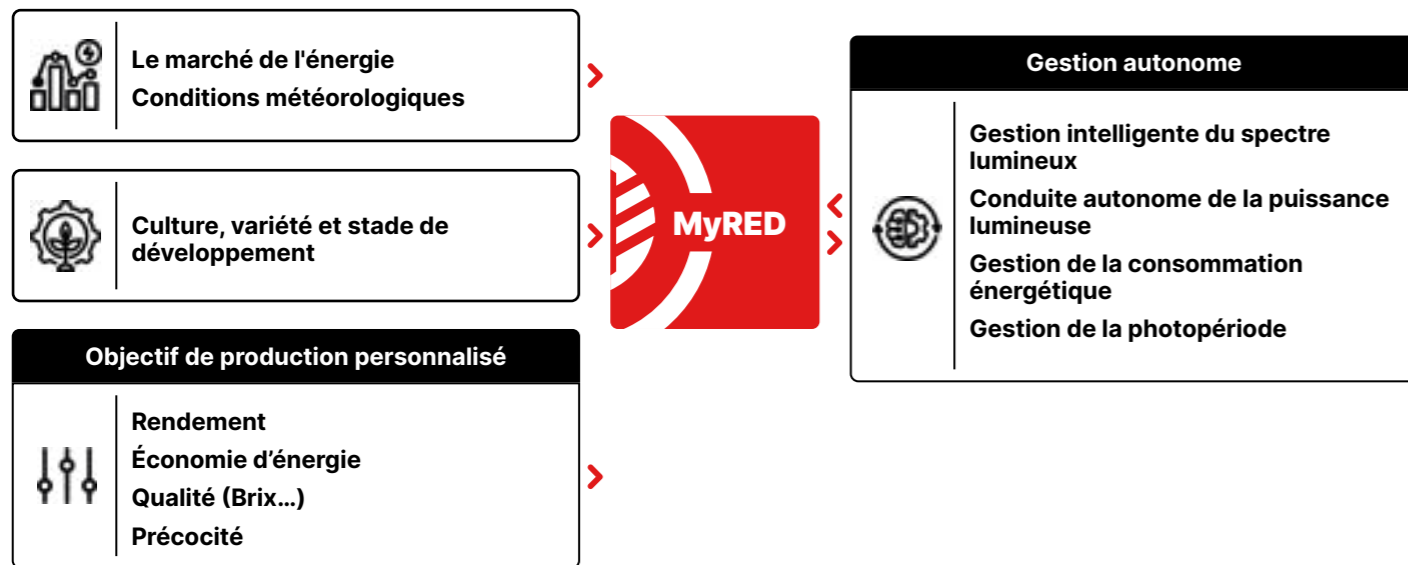 Le marché de l'énergie
Conditions météorologiques
Culture, variété et stade de
développement
Objectif de production personnalisé
Rendement
Économie d’énergie
Qualité (Brix…)
Précocité
MyRED
Gestion autonome
Gestion intelligente du spectre
lumineux
Conduite autonome de la puissance
lumineuse
Gestion de la consommation
énergétique
Gestion de la photopériode